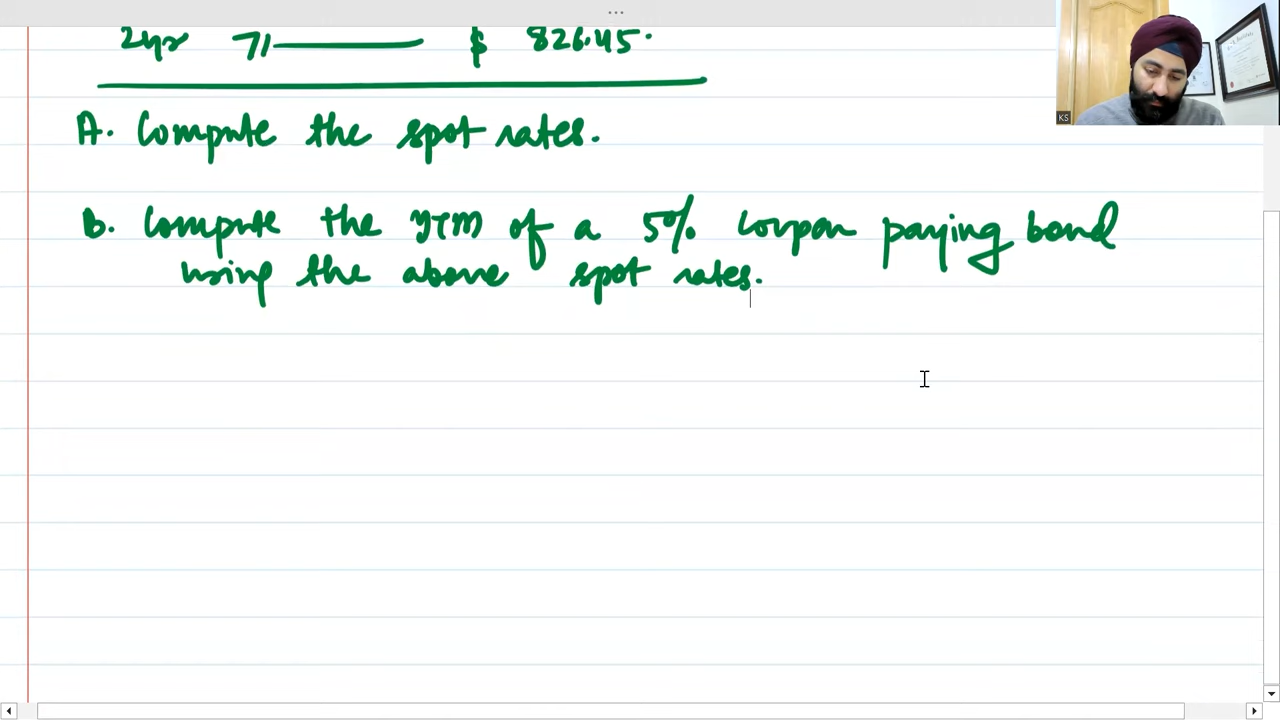 2yr 71 $ 826.45.
A. Compute the spot rates.
B. Compute the YTM of a 5% coupon paying bond
using the above spot rates.
KS